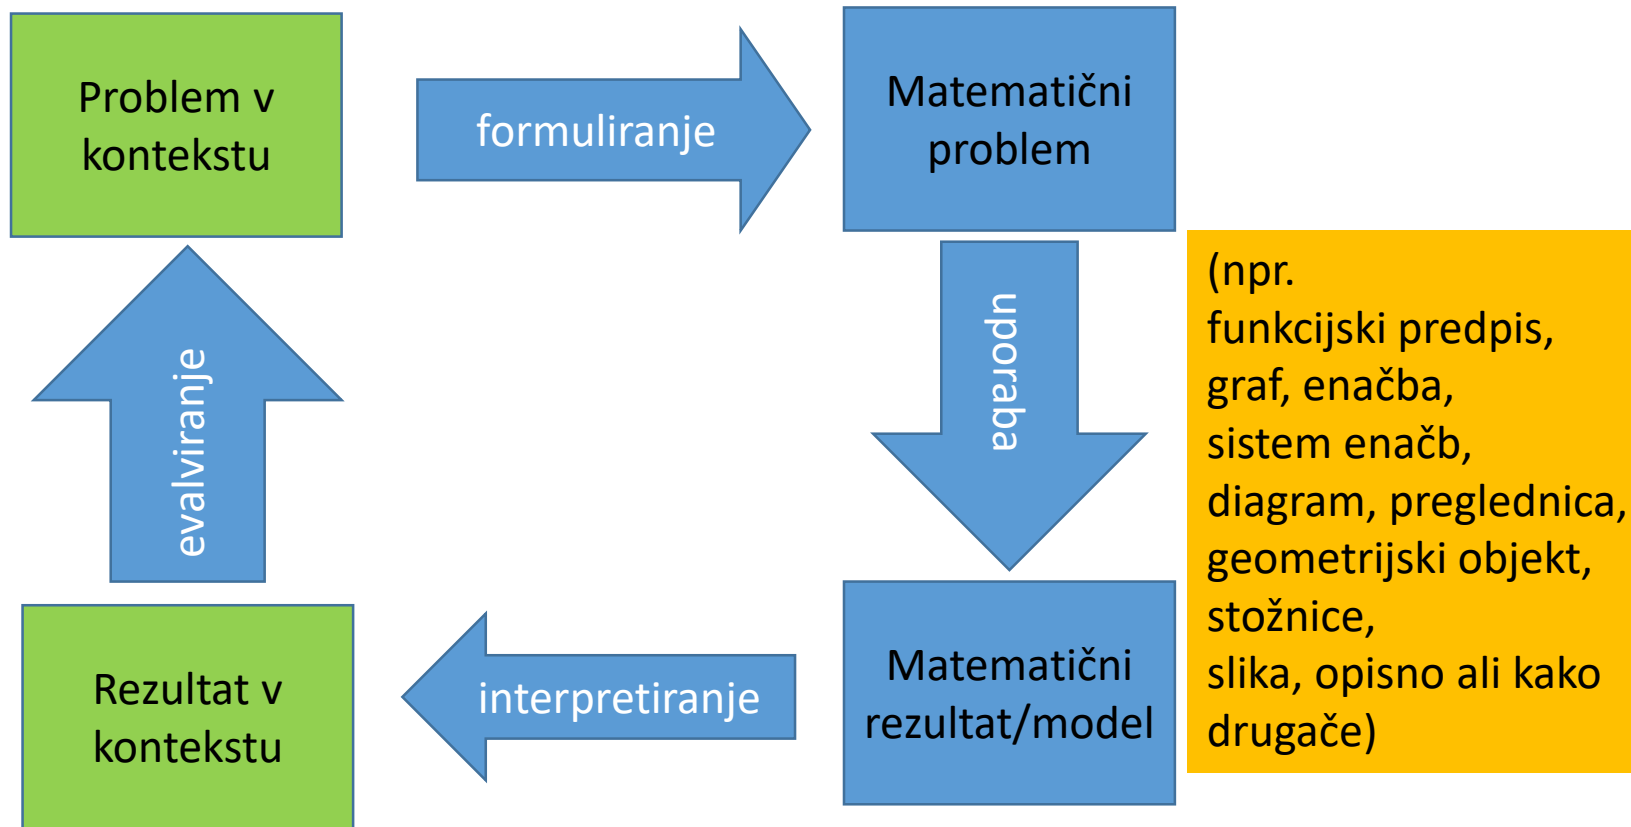 Problem v
kontekstu
formuliranje
Matematični
problem
uporaba
(npr.
funkcijski predpis,
graf, enačba,
sistem enačb,
diagram, preglednica,
geometrijski objekt,
stožnice,
slika, opisno ali kako
drugače)
Matematični
rezultat/model
interpretiranje
Rezultat v
kontekstu
evalviranje